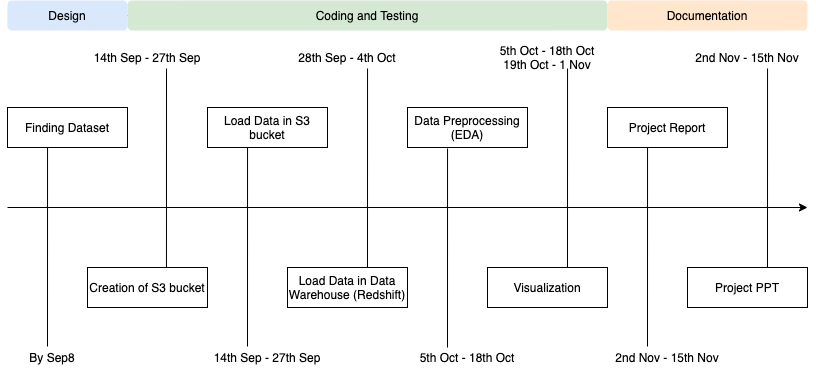 Design
Coding and Testing
Documentation
14th Sep - 27th Sep
28th Sep - 4th Oct
5th Oct - 18th Oct
19th Oct - 1 Nov
2nd Nov - 15th Nov
Finding Dataset
Load Data in S3
bucket
Data Preprocessing
(EDA)
Project Report
Creation of S3 bucket
Load Data in Data
Warehouse (Redshift)
Visualization
Project PPT
By Sep8
14th Sep - 27th Sep
5th Oct - 18th Oct
2nd Nov - 15th Nov